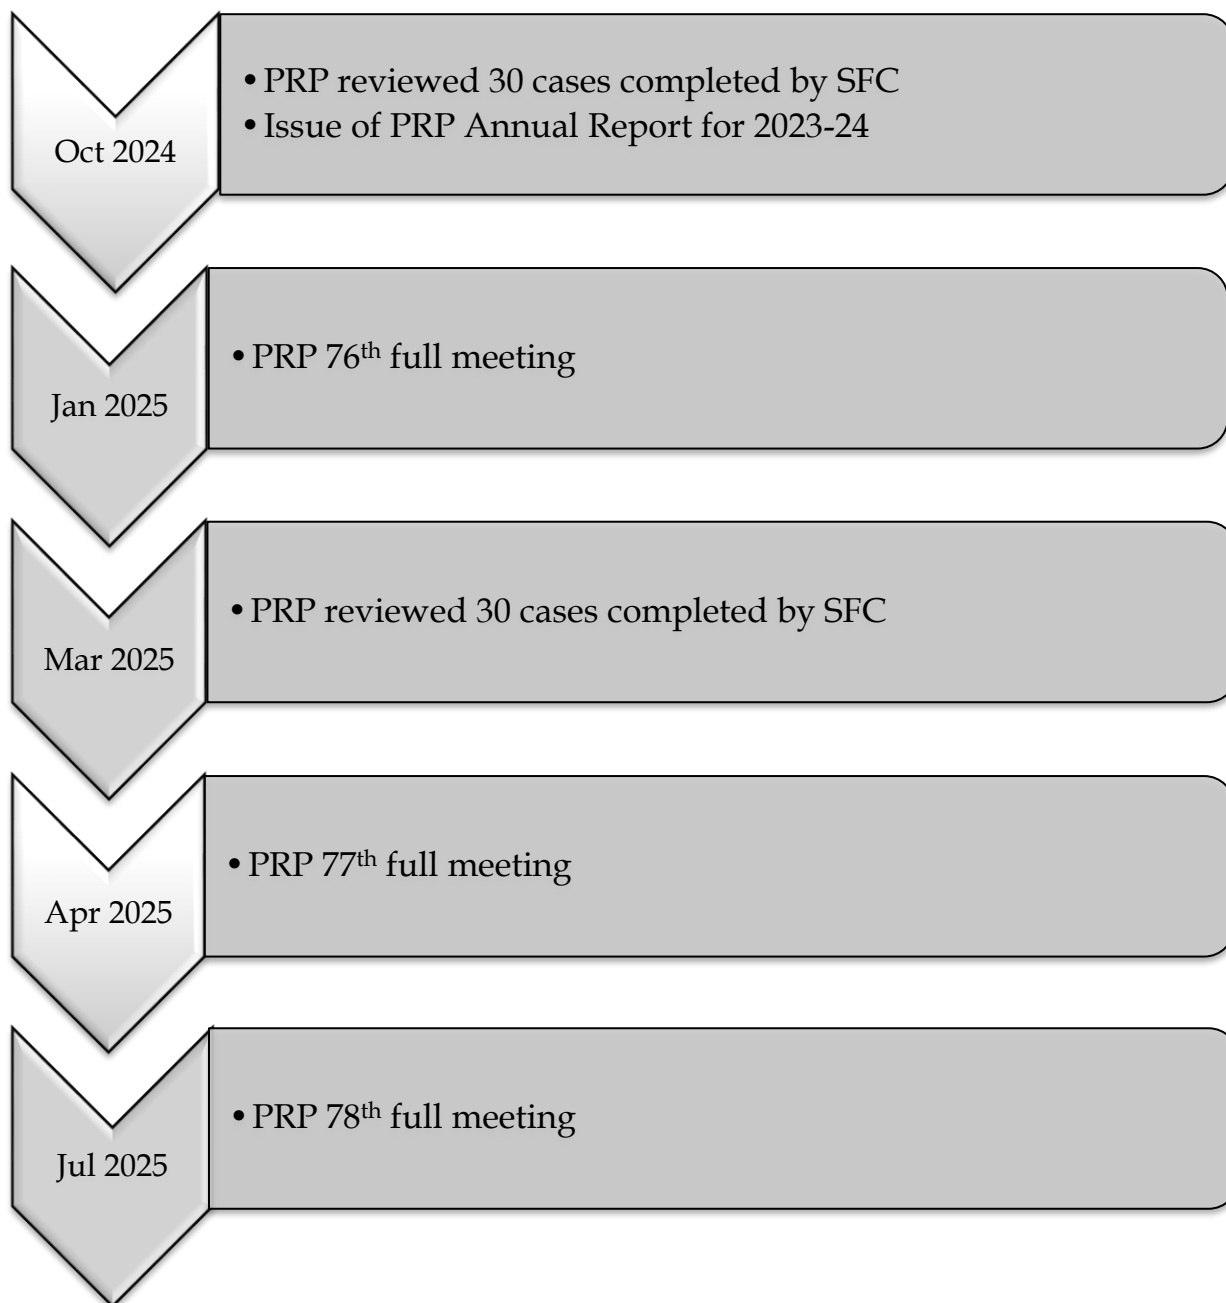 Oct 2024
• PRP reviewed 30 cases completed by SFC
• Issue of PRP Annual Report for 2023-24
Jan 2025
• PRP 76th full meeting
Mar 2025
• PRP reviewed 30 cases completed by SFC
Apr 2025
• PRP 77th full meeting
Jul 2025
• PRP 78th full meeting